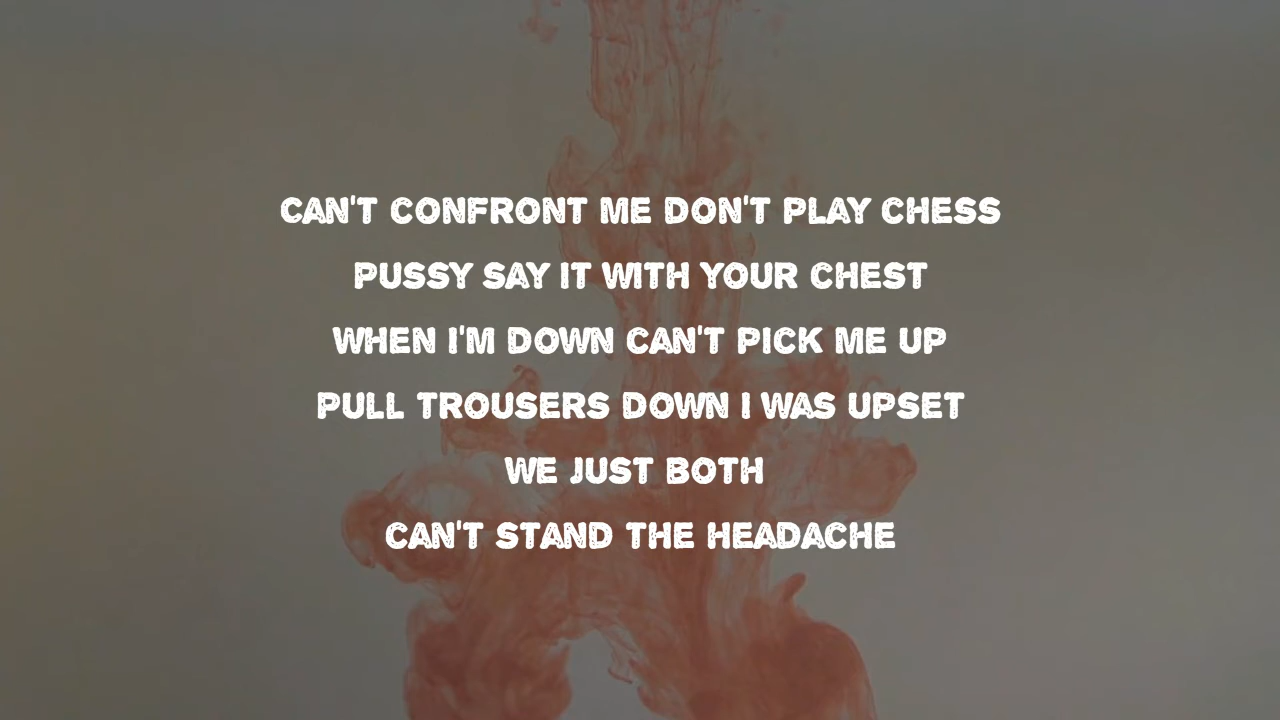 CAN'T CONFRONT ME DON'T PLAY CHESS
PUSSY SAY IT WITH YOUR CHEST
WHEN I'M DOWN CAN'T PICK ME UP
PULL TROUSERS DOWN I WAS UPSET
WE JUST BOTH
CAN'T STAND THE HEADACHE